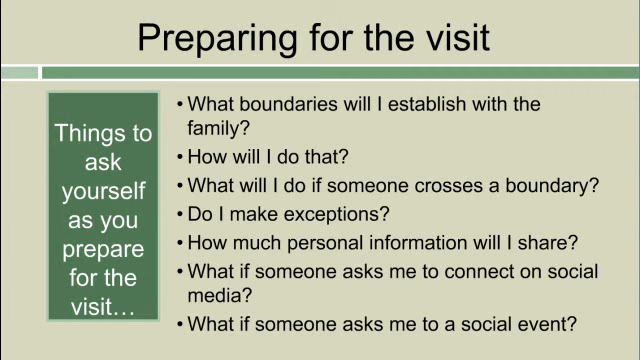 Preparing for the visit
Things to
ask
yourself
as you
prepare
for the
visit…
• What boundaries will I establish with the
family?
• How will I do that?
• What will I do if someone crosses a boundary?
• Do I make exceptions?
• How much personal information will I share?
• What if someone asks me to connect on social
media?
• What if someone asks me to a social event?